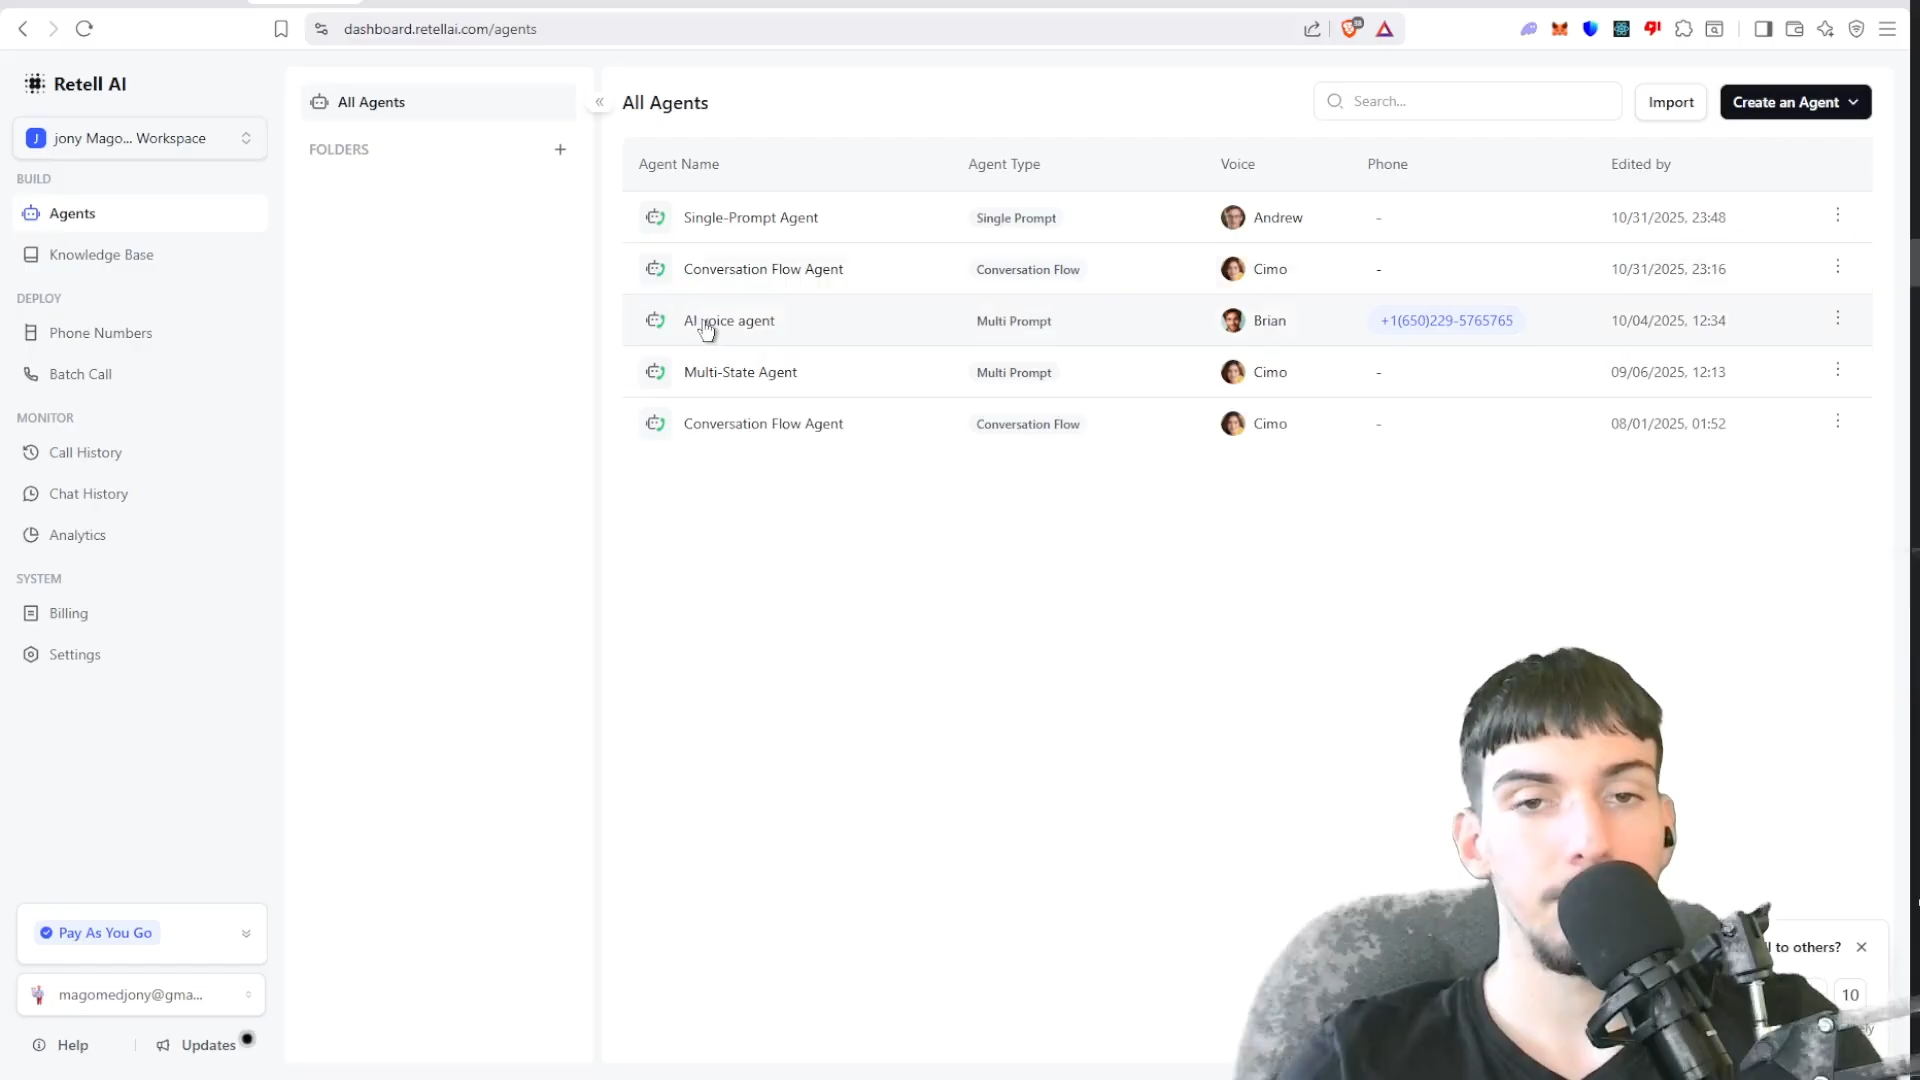 dashboard.retellai.com/agents
38
Retell AI
J
jony Mago... Workspace
BUILD
Agents
Knowledge Base
DEPLOY
Phone Numbers
Batch Call
MONITOR
Call History
Chat History
Analytics
SYSTEM
Billing
Settings
Pay As You Go
magomedjony@gma...
Help
Updates
All Agents
FOLDERS
All Agents
Search...
Import
Create an Agent
Agent Name Agent Type Voice Phone Edited by
Single-Prompt Agent Single Prompt Andrew - 10/31/2025, 23:48
Conversation Flow Agent Conversation Flow Cimo - 10/31/2025, 23:16
AI voice agent Multi Prompt Brian +1(650)229-5765765 10/04/2025, 12:34
Multi-State Agent Multi Prompt Cimo - 09/06/2025, 12:13
Conversation Flow Agent Conversation Flow Cimo - 08/01/2025, 01:52
to others?
10